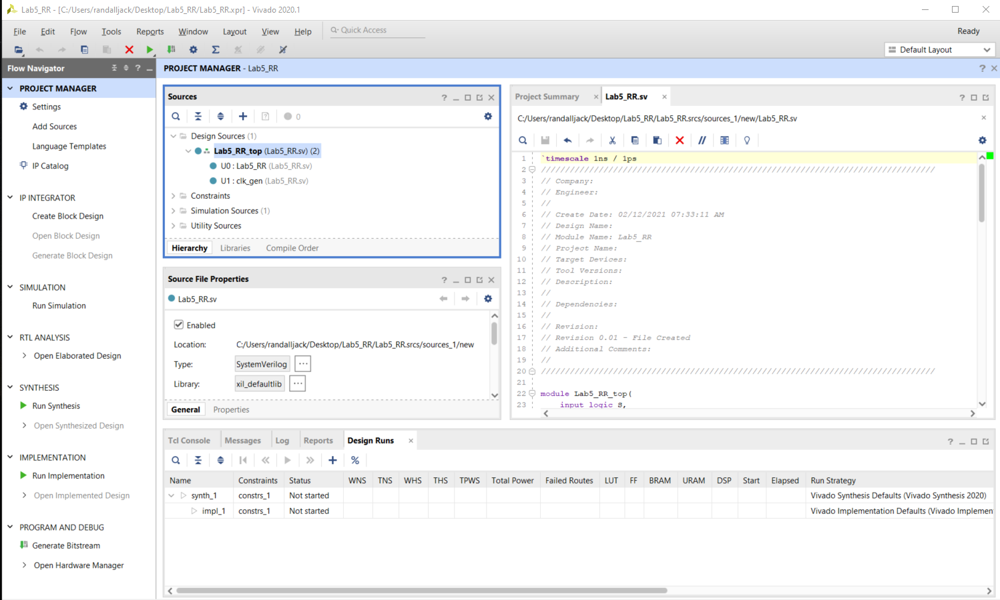 Lab5_RR - [C:/Users/randalljack/Desktop/Lab5_RR/Lab5_RR.xpr] - Vivado 2020.1
File Edit Flow Tools Reports Window Layout View Help Quick Access Ready
Default Layout
Flow Navigator
PROJECT MANAGER - Lab5_RR
PROJECT MANAGER
Settings
Add Sources
Language Templates
IP Catalog
IP INTEGRATOR
Create Block Design
Open Block Design
Generate Block Design
SIMULATION
Run Simulation
RTL ANALYSIS
Open Elaborated Design
SYNTHESIS
Run Synthesis
Open Synthesized Design
IMPLEMENTATION
Run Implementation
Open Implemented Design
PROGRAM AND DEBUG
Generate Bitstream
Open Hardware Manager
Sources
0
Design Sources (1)
Lab5_RR_top (Lab5_RR.sv) (2)
U0 : Lab5_RR (Lab5_RR.sv)
U1 : clk_gen (Lab5_RR.sv)
Constraints
Simulation Sources (1)
Utility Sources
Hierarchy Libraries Compile Order
Source File Properties
Lab5_RR.sv
Enabled
Location: C:/Users/randalljack/Desktop/Lab5_RR/Lab5_RR.srcs/sources_1/new
Type: SystemVerilog ...
Library: xil_defaultlib ...
General Properties
Project Summary Lab5_RR.sv
C:/Users/randalljack/Desktop/Lab5_RR/Lab5_RR.srcs/sources_1/new/Lab5_RR.sv
1 `timescale 1ns / 1ps
2 //////////////////////////////////////////////////////////////////////////////////
3 // Company:
4 // Engineer:
5 //
6 // Create Date: 02/12/2021 07:33:11 AM
7 // Design Name:
8 // Module Name: Lab5_RR
9 // Project Name:
10 // Target Devices:
11 // Tool Versions:
12 // Description:
13 //
14 // Dependencies:
15 //
16 // Revision:
17 // Revision 0.01 - File Created
18 // Additional Comments:
19 //
20 //////////////////////////////////////////////////////////////////////////////////
21
22 module Lab5_RR_top(
23 input logic S,
Tcl Console Messages Log Reports Design Runs
Name Constraints Status WNS TNS WHS THS TPWS Total Power Failed Routes LUT FF BRAM URAM DSP Start Elapsed Run Strategy
synth_1 constrs_1 Not started Vivado Synthesis Defaults (Vivado Synthesis 2020)
impl_1 constrs_1 Not started Vivado Implementation Defaults (Vivado Implemen